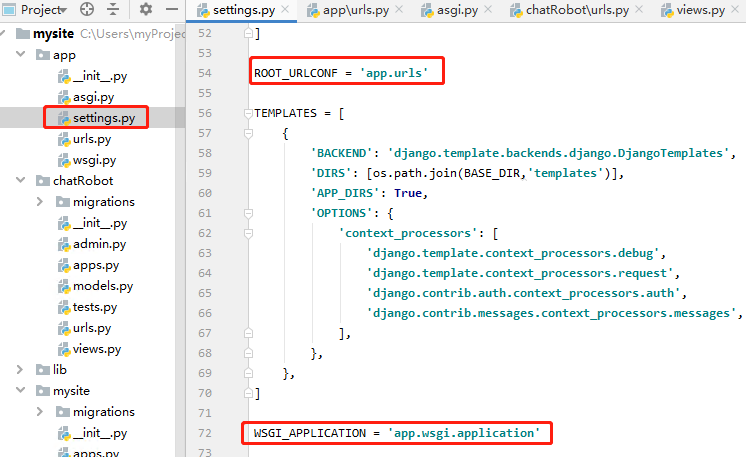 Project
settings.py
app\urls.py
asgi.py
chatRobot\urls.py
views.py
mysite C:\Users\myProjec
app
__init__.py
asgi.py
settings.py
urls.py
wsgi.py
chatRobot
migrations
__init__.py
admin.py
apps.py
models.py
tests.py
urls.py
views.py
lib
mysite
migrations
__init__.py
apps.py
52 ]
53
54 ROOT_URLCONF = 'app.urls'
55
56 TEMPLATES = [
57 {
58 'BACKEND': 'django.template.backends.django.DjangoTemplates',
59 'DIRS': [os.path.join(BASE_DIR,'templates')],
60 'APP_DIRS': True,
61 'OPTIONS': {
62 'context_processors': [
63 'django.template.context_processors.debug',
64 'django.template.context_processors.request',
65 'django.contrib.auth.context_processors.auth',
66 'django.contrib.messages.context_processors.messages',
67 ],
68 },
69 },
70 ]
71
72 WSGI_APPLICATION = 'app.wsgi.application'
73